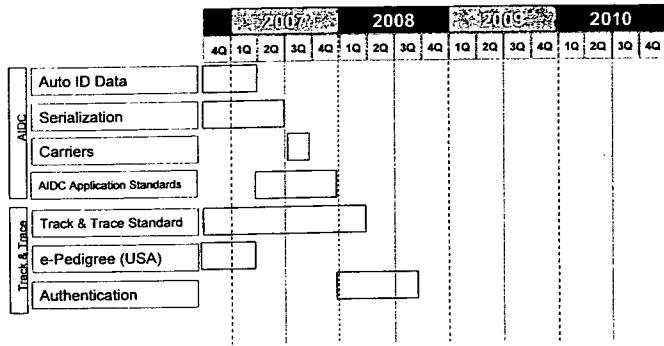 2007 2008 2009 2010
4Q 1Q 2Q 3Q 4Q 1Q 2Q 3Q 4Q 1Q 2Q 3Q 4Q 1Q 2Q 3Q 4Q
AIDC
Auto ID Data
Serialization
Carriers
AIDC Application Standards
Track & Trace
Track & Trace Standard
e-Pedigree (USA)
Authentication